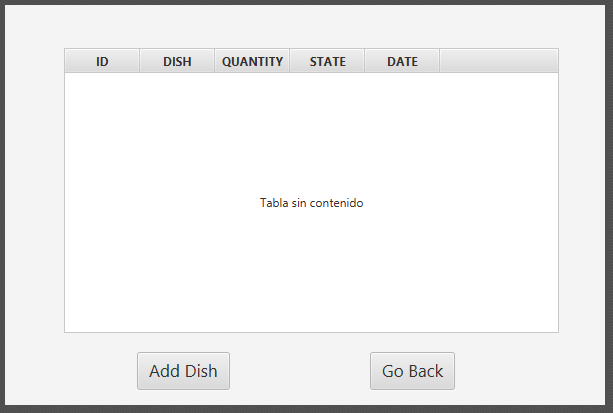 ID DISH QUANTITY STATE DATE
Tabla sin contenido
Add Dish Go Back